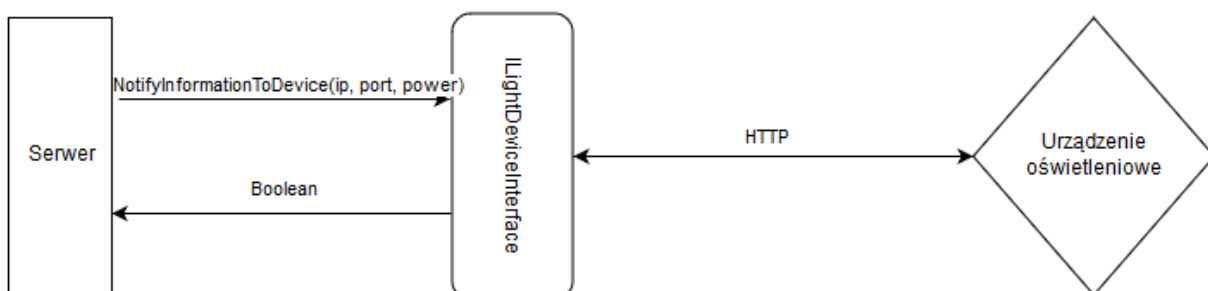 NotifyInformationToDevice(ip, port, power)
Serwer
Boolean
ILightDeviceInterface
HTTP
Urządzenie
oświetleniowe